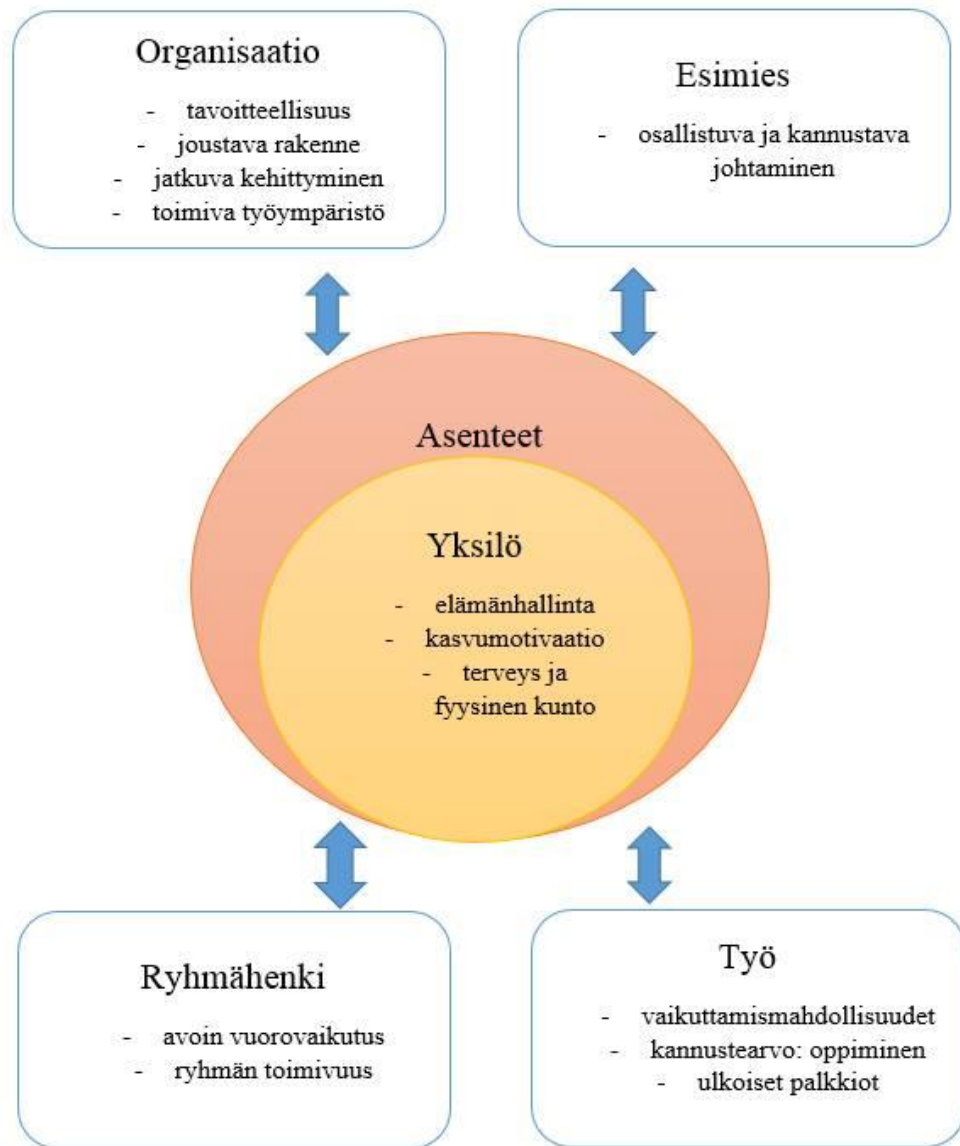 Organisaatio
- tavoitteellisuus
- joustava rakenne
- jatkuva kehittyminen
- toimiva työympäristö
Esimies
- osallistuva ja kannustava
johtaminen
Asenteet
Yksilö
- elämänhallinta
- kasvumotivaatio
- terveys ja
fyysinen kunto
Ryhmähenki
- avoin vuorovaikutus
- ryhmän toimivuus
Työ
- vaikuttamismahdollisuudet
- kannustearvo: oppiminen
- ulkoiset palkkiot